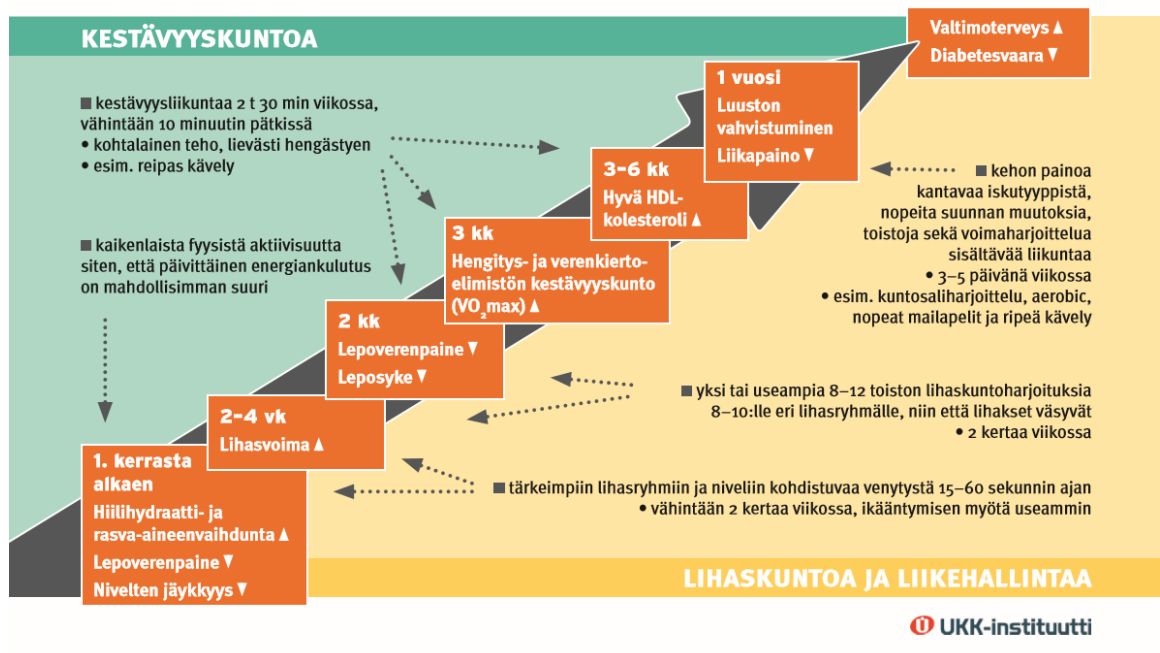 KESTÄVYYSKUNTOA
■ kestävyysliikuntaa 2 t 30 min viikossa,
vähintään 10 minuutin pätkissä
• kohtalainen teho, lievästi hengästyen
• esim. reipas kävely
■ kaikenlaista fyysistä aktiivisuutta
siten, että päivittäinen energiankulutus
on mahdollisimman suuri
1. kerrasta
alkaen
Hiilihydraatti- ja
rasva-aineenvaihdunta ▲
Lepoverenpaine ▼
Nivelten jäykkyys ▼
2–4 vk
Lihasvoima ▲
2 kk
Lepoverenpaine ▼
Leposyke ▼
3 kk
Hengitys- ja verenkierto-
elimistön kestävyyskunto
(VO₂max) ▲
3–6 kk
Hyvä HDL-
kolesteroli ▲
1 vuosi
Luuston
vahvistuminen
Liikapaino ▼
Valtimoterveys ▲
Diabetesvaara ▼
■ kehon painoa
kantavaa iskutyyppistä,
nopeita suunnan muutoksia,
toistoja sekä voimaharjoittelua
sisältävää liikuntaa
• 3–5 päivänä viikossa
• esim. kuntosaliharjoittelu, aerobic,
nopeat mailapelit ja ripeä kävely
■ yksi tai useampia 8–12 toiston lihaskuntoharjoituksia
8–10:lle eri lihasryhmälle, niin että lihakset väsyvät
• 2 kertaa viikossa
■ tärkeimpiin lihasryhmiin ja niveliin kohdistuvaa venytystä 15–60 sekunnin ajan
• vähintään 2 kertaa viikossa, ikääntymisen myötä useammin
LIHASKUNTOA JA LIIKEHALLINTAA
UKK-instituutti